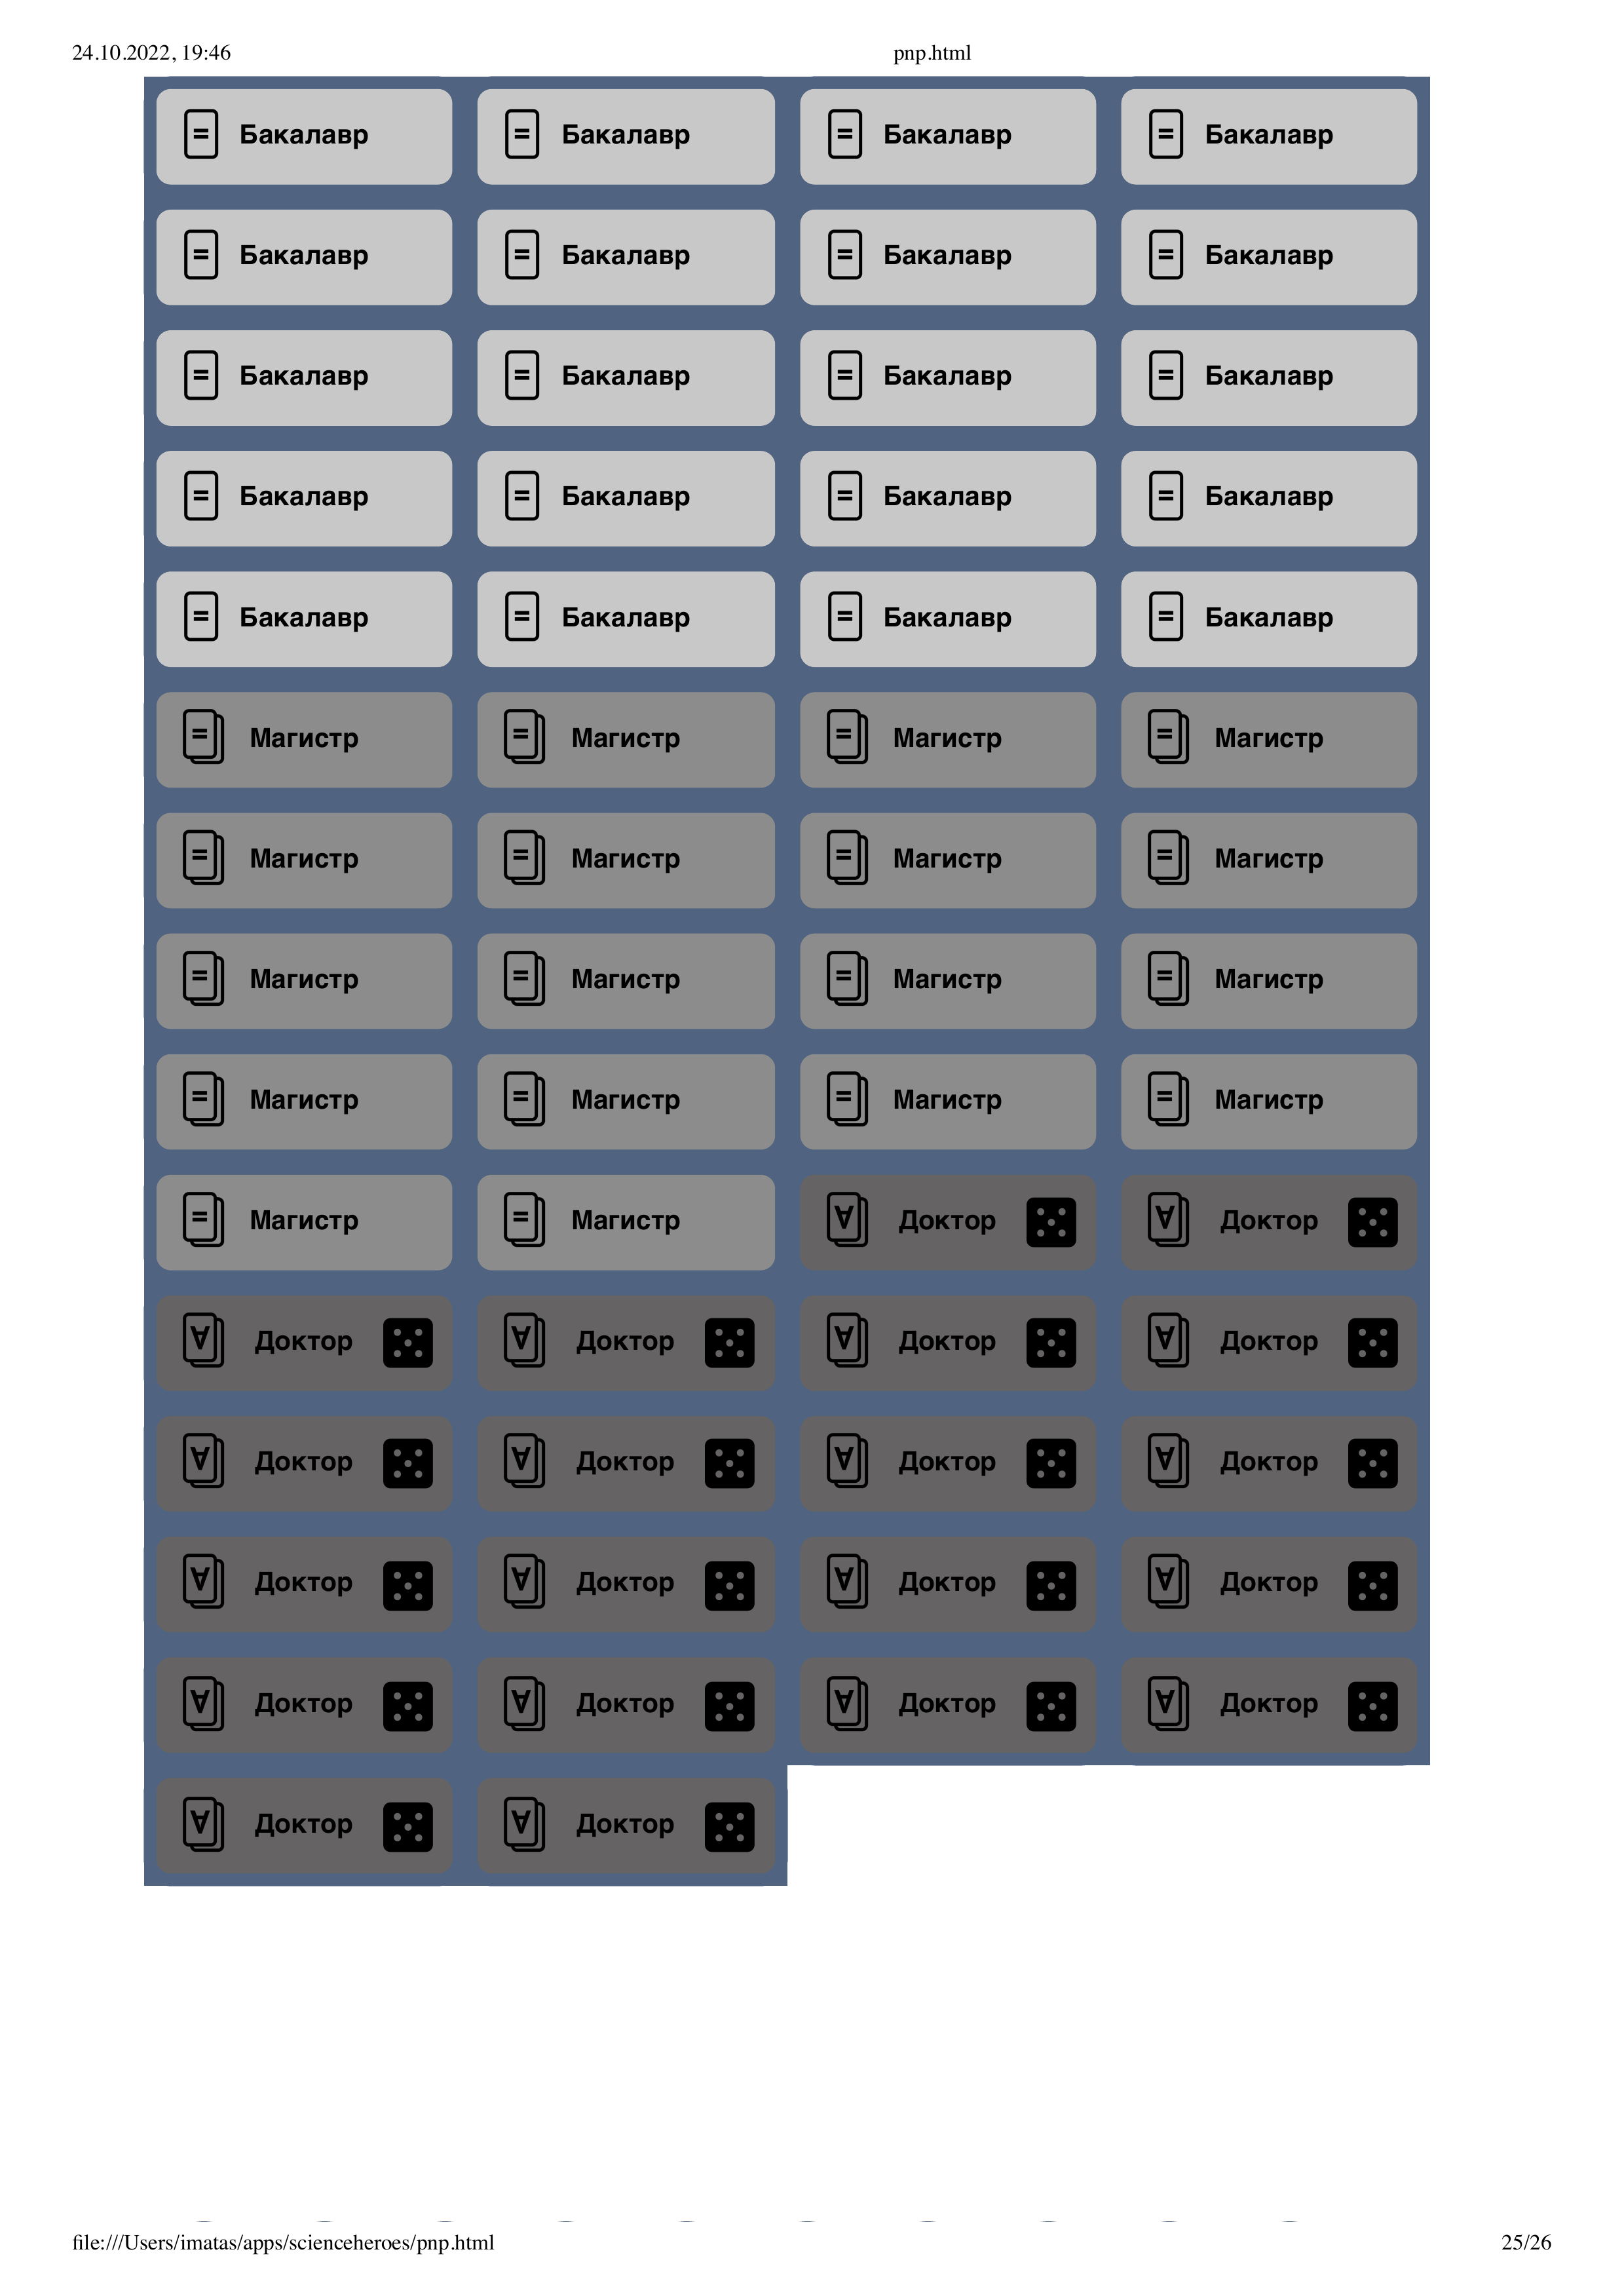 24.10.2022, 19:46 pnp.html
= Бакалавр = Бакалавр = Бакалавр = Бакалавр
= Бакалавр = Бакалавр = Бакалавр = Бакалавр
= Бакалавр = Бакалавр = Бакалавр = Бакалавр
= Бакалавр = Бакалавр = Бакалавр = Бакалавр
= Бакалавр = Бакалавр = Бакалавр = Бакалавр
= Магистр = Магистр = Магистр = Магистр
= Магистр = Магистр = Магистр = Магистр
= Магистр = Магистр = Магистр = Магистр
= Магистр = Магистр = Магистр = Магистр
= Магистр = Магистр ∀ Доктор ∀ Доктор
∀ Доктор ∀ Доктор ∀ Доктор ∀ Доктор
∀ Доктор ∀ Доктор ∀ Доктор ∀ Доктор
∀ Доктор ∀ Доктор ∀ Доктор ∀ Доктор
∀ Доктор ∀ Доктор ∀ Доктор ∀ Доктор
∀ Доктор ∀ Доктор
file:///Users/imatas/apps/scienceheroes/pnp.html 25/26